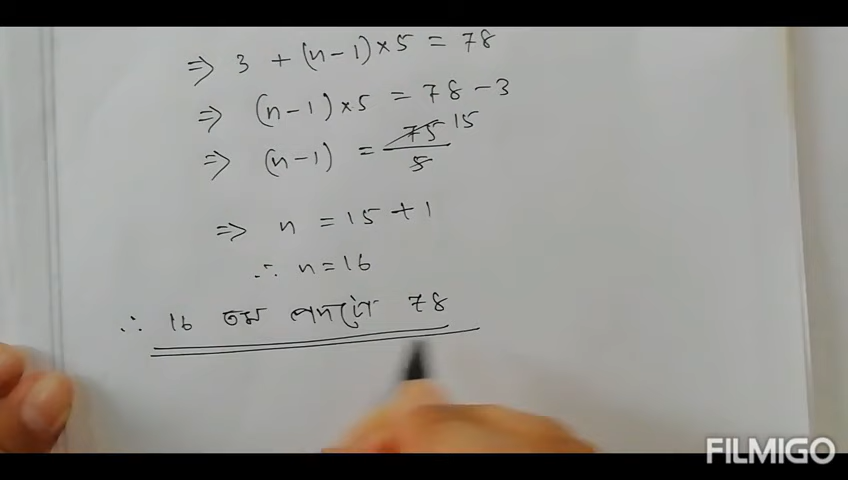 ⇒ 3 + (n-1)×5 = 78
⇒ (n-1)×5 = 78-3
⇒ (n-1) = 75/5 15
⇒ n = 15+1
∴ n=16
∴ 16 তম পদটো 78
FILMIGO